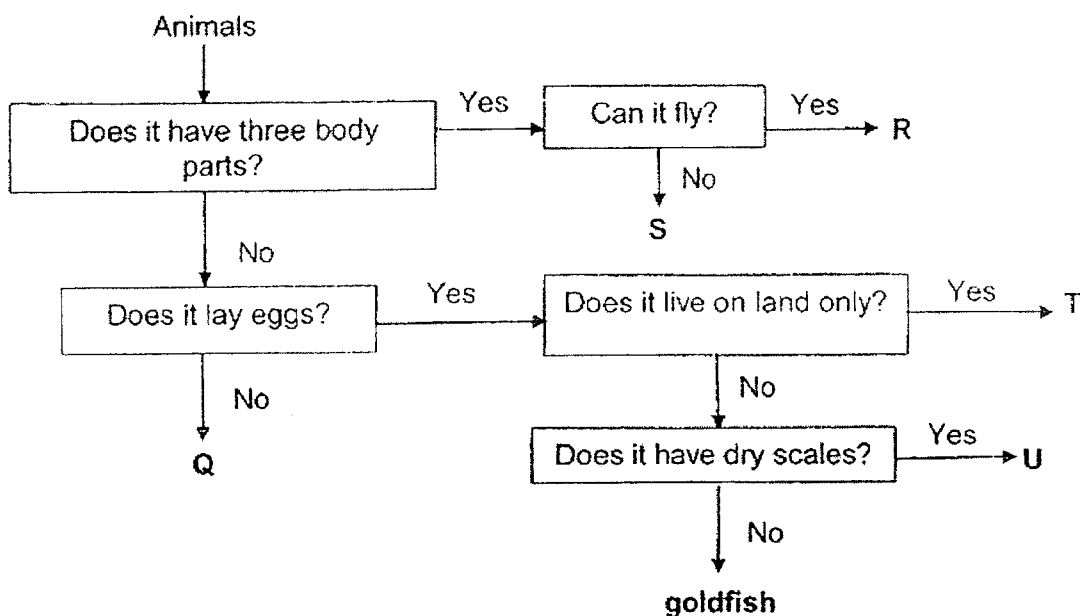 Animals
Yes
Can it fly?
Yes
R
Does it have three body
parts?
No
S
No
Does it lay eggs?
Yes
Does it live on land only?
Yes
T
No
Q
No
Does it have dry scales?
Yes
U
No
goldfish